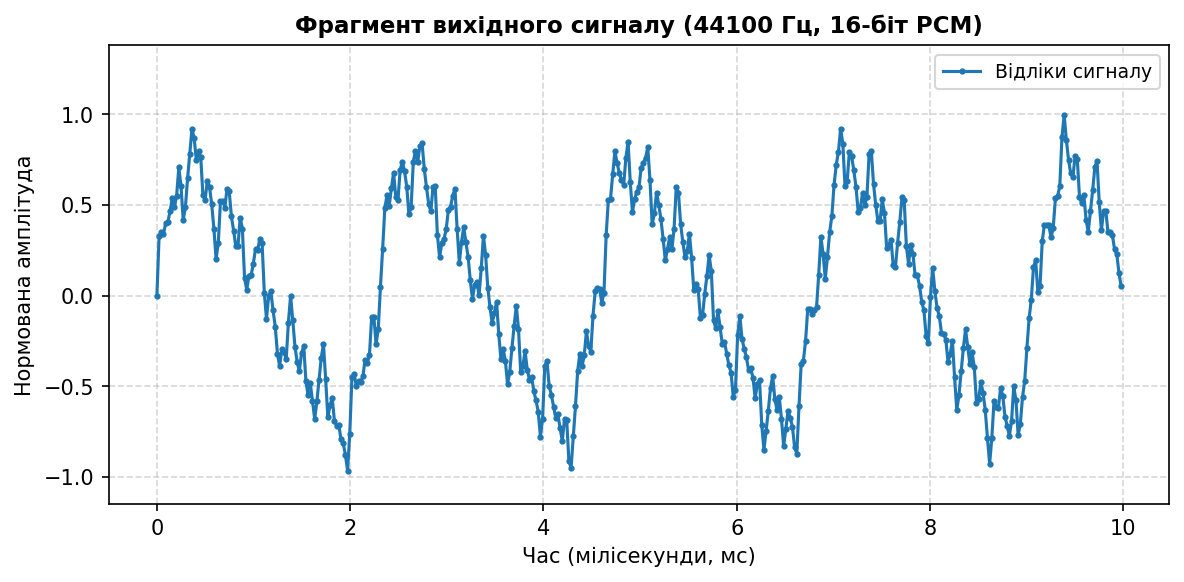 Фрагмент вихідного сигналу (44100 Гц, 16-біт PCM)
Відліки сигналу
Нормована амплітуда
1.0
0.5
0.0
−0.5
−1.0
0 2 4 6 8 10
Час (мілісекунди, мс)